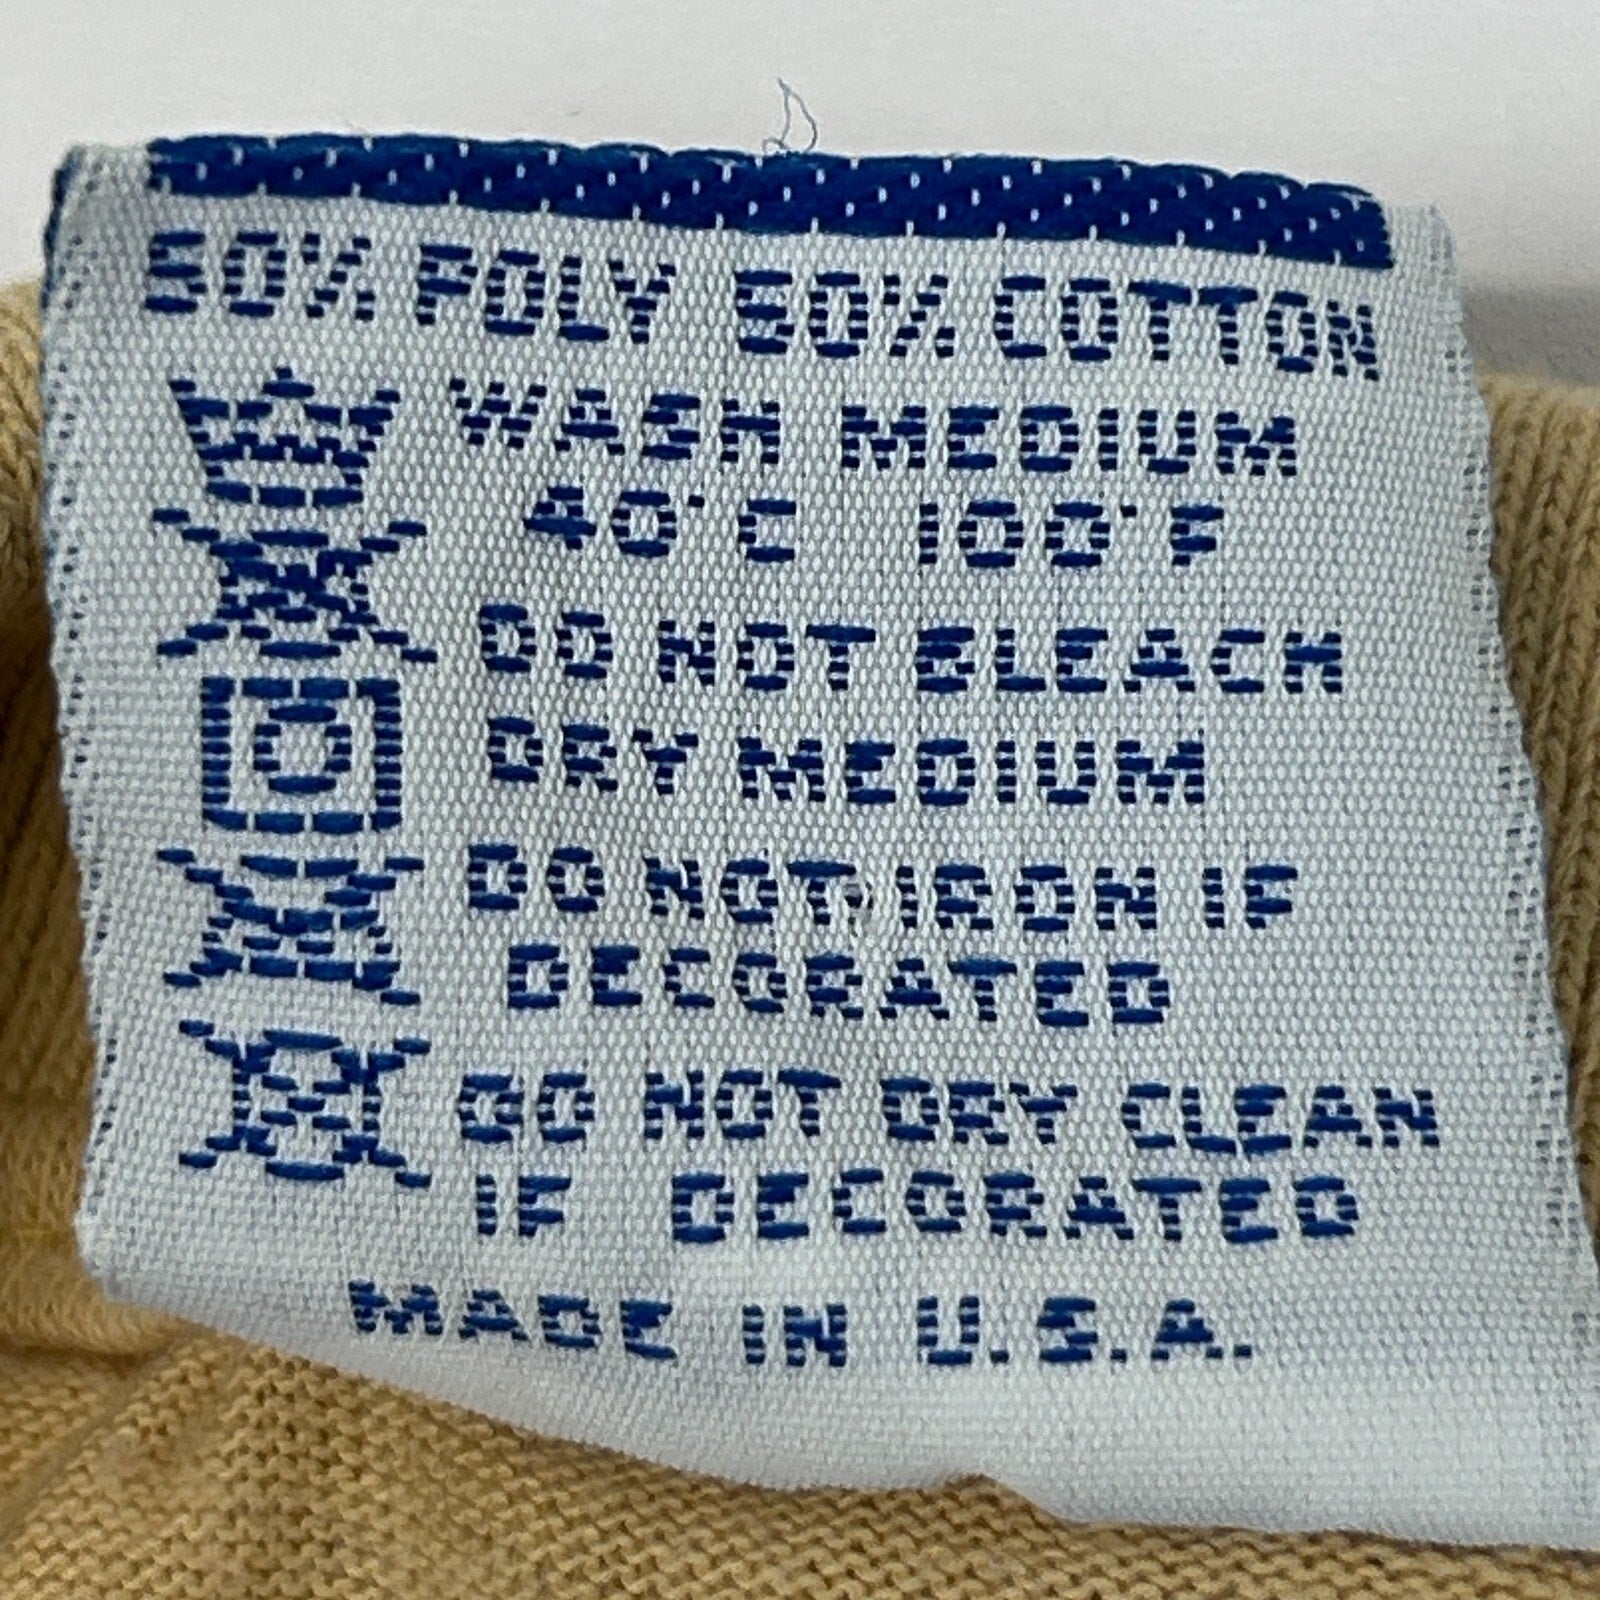 50% POLY 50% COTTON
WASH MEDIUM
40°C 100°F
DO NOT BLEACH
DRY MEDIUM
DO NOT IRON IF
DECORATED
DO NOT DRY CLEAN
IF DECORATED
MADE IN U.S.A.